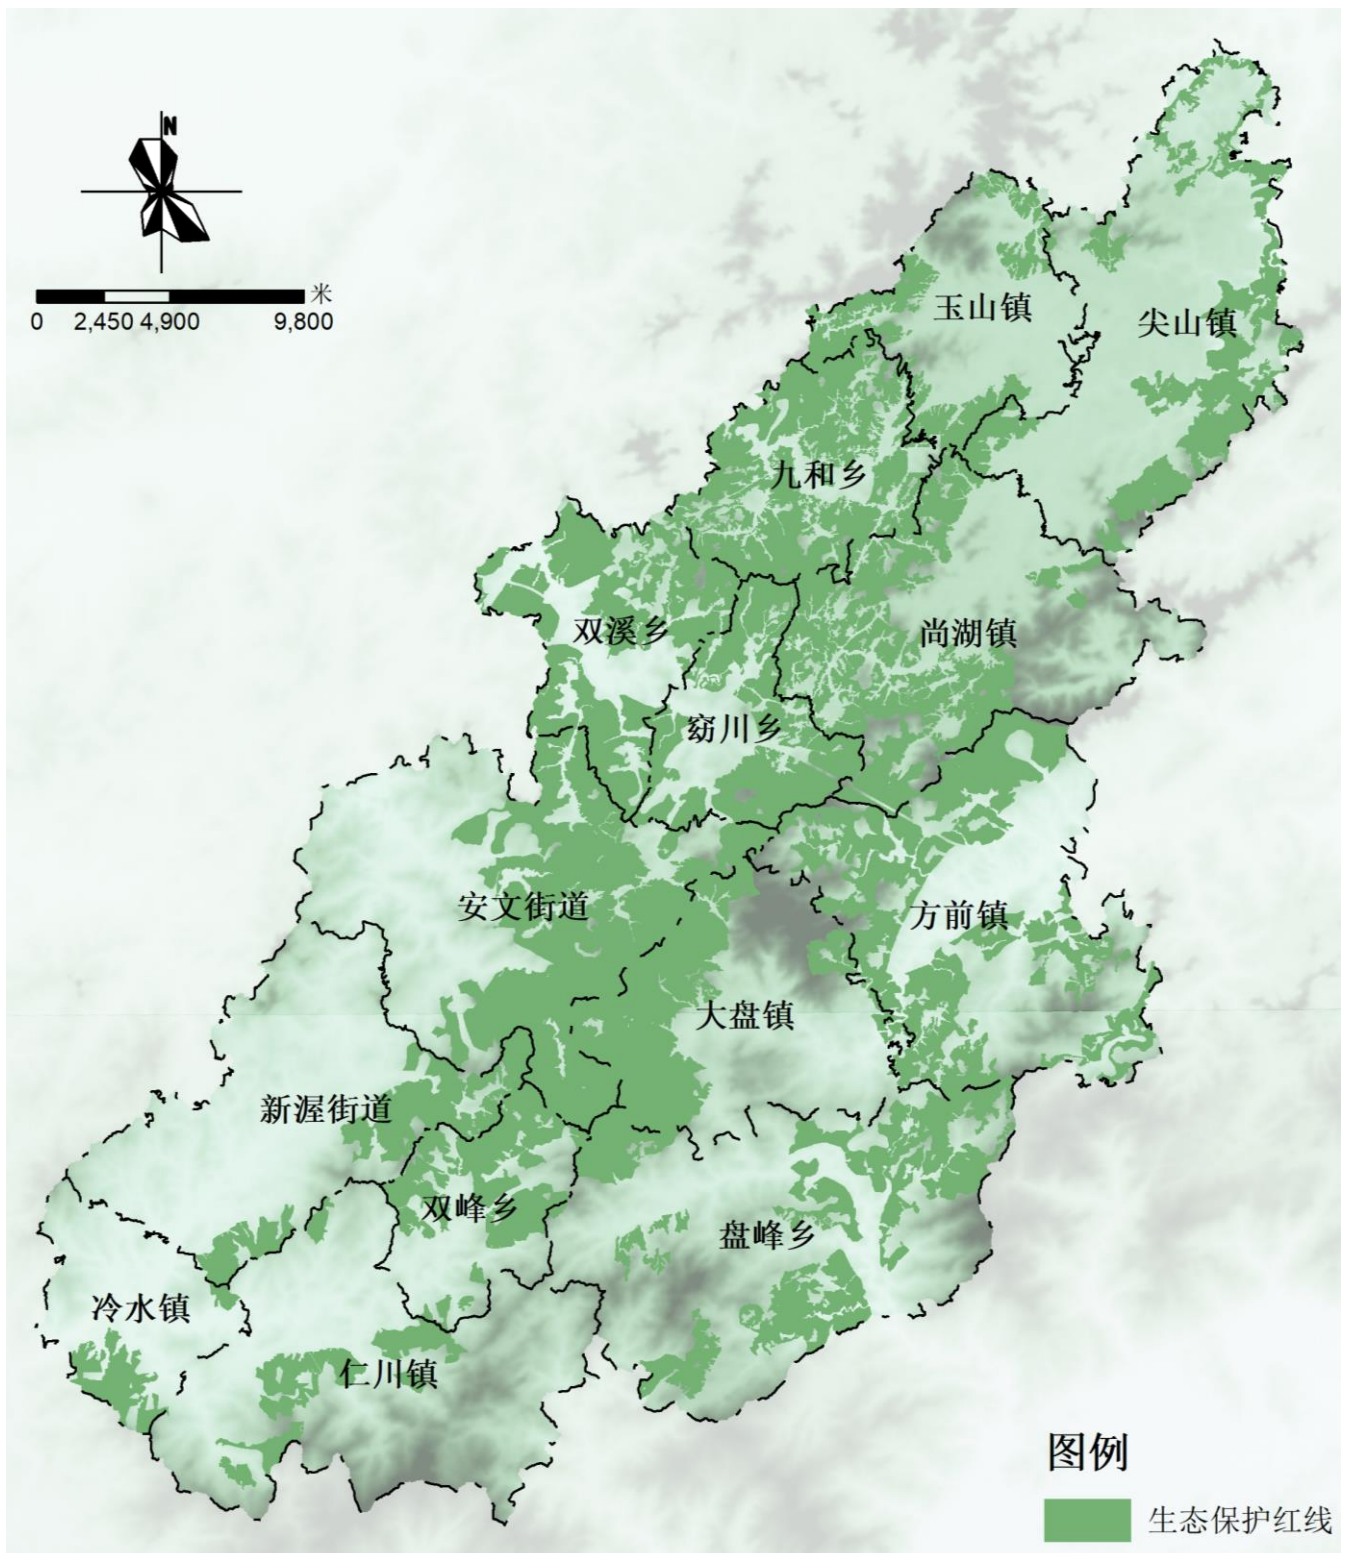 N
米
0 2,450 4,900 9,800
玉山镇
尖山镇
九和乡
双溪乡
尚湖镇
窈川乡
安文街道
方前镇
大盘镇
新渥街道
双峰乡
盘峰乡
冷水镇
仁川镇
图例
生态保护红线